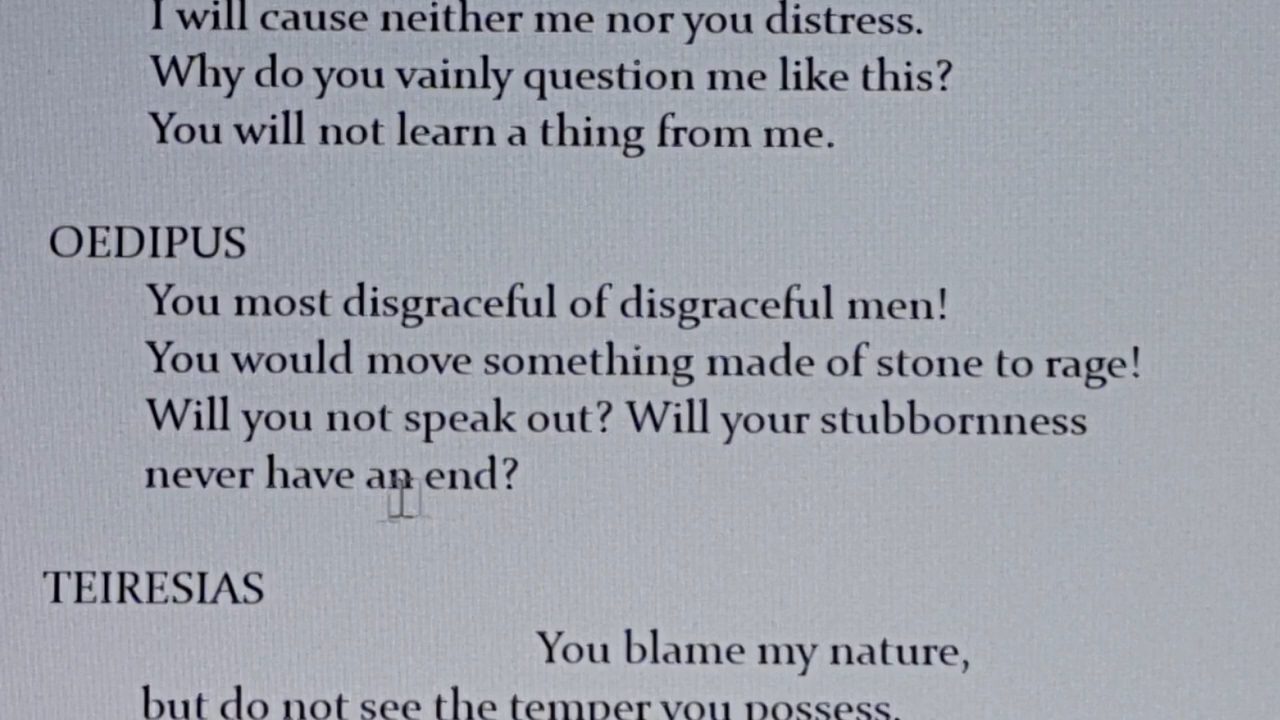 I will cause neither me nor you distress.
Why do you vainly question me like this?
You will not learn a thing from me.
OEDIPUS
You most disgraceful of disgraceful men!
You would move something made of stone to rage!
Will you not speak out? Will your stubbornness
never have an end?
TEIRESIAS
You blame my nature,
but do not see the temper you possess.